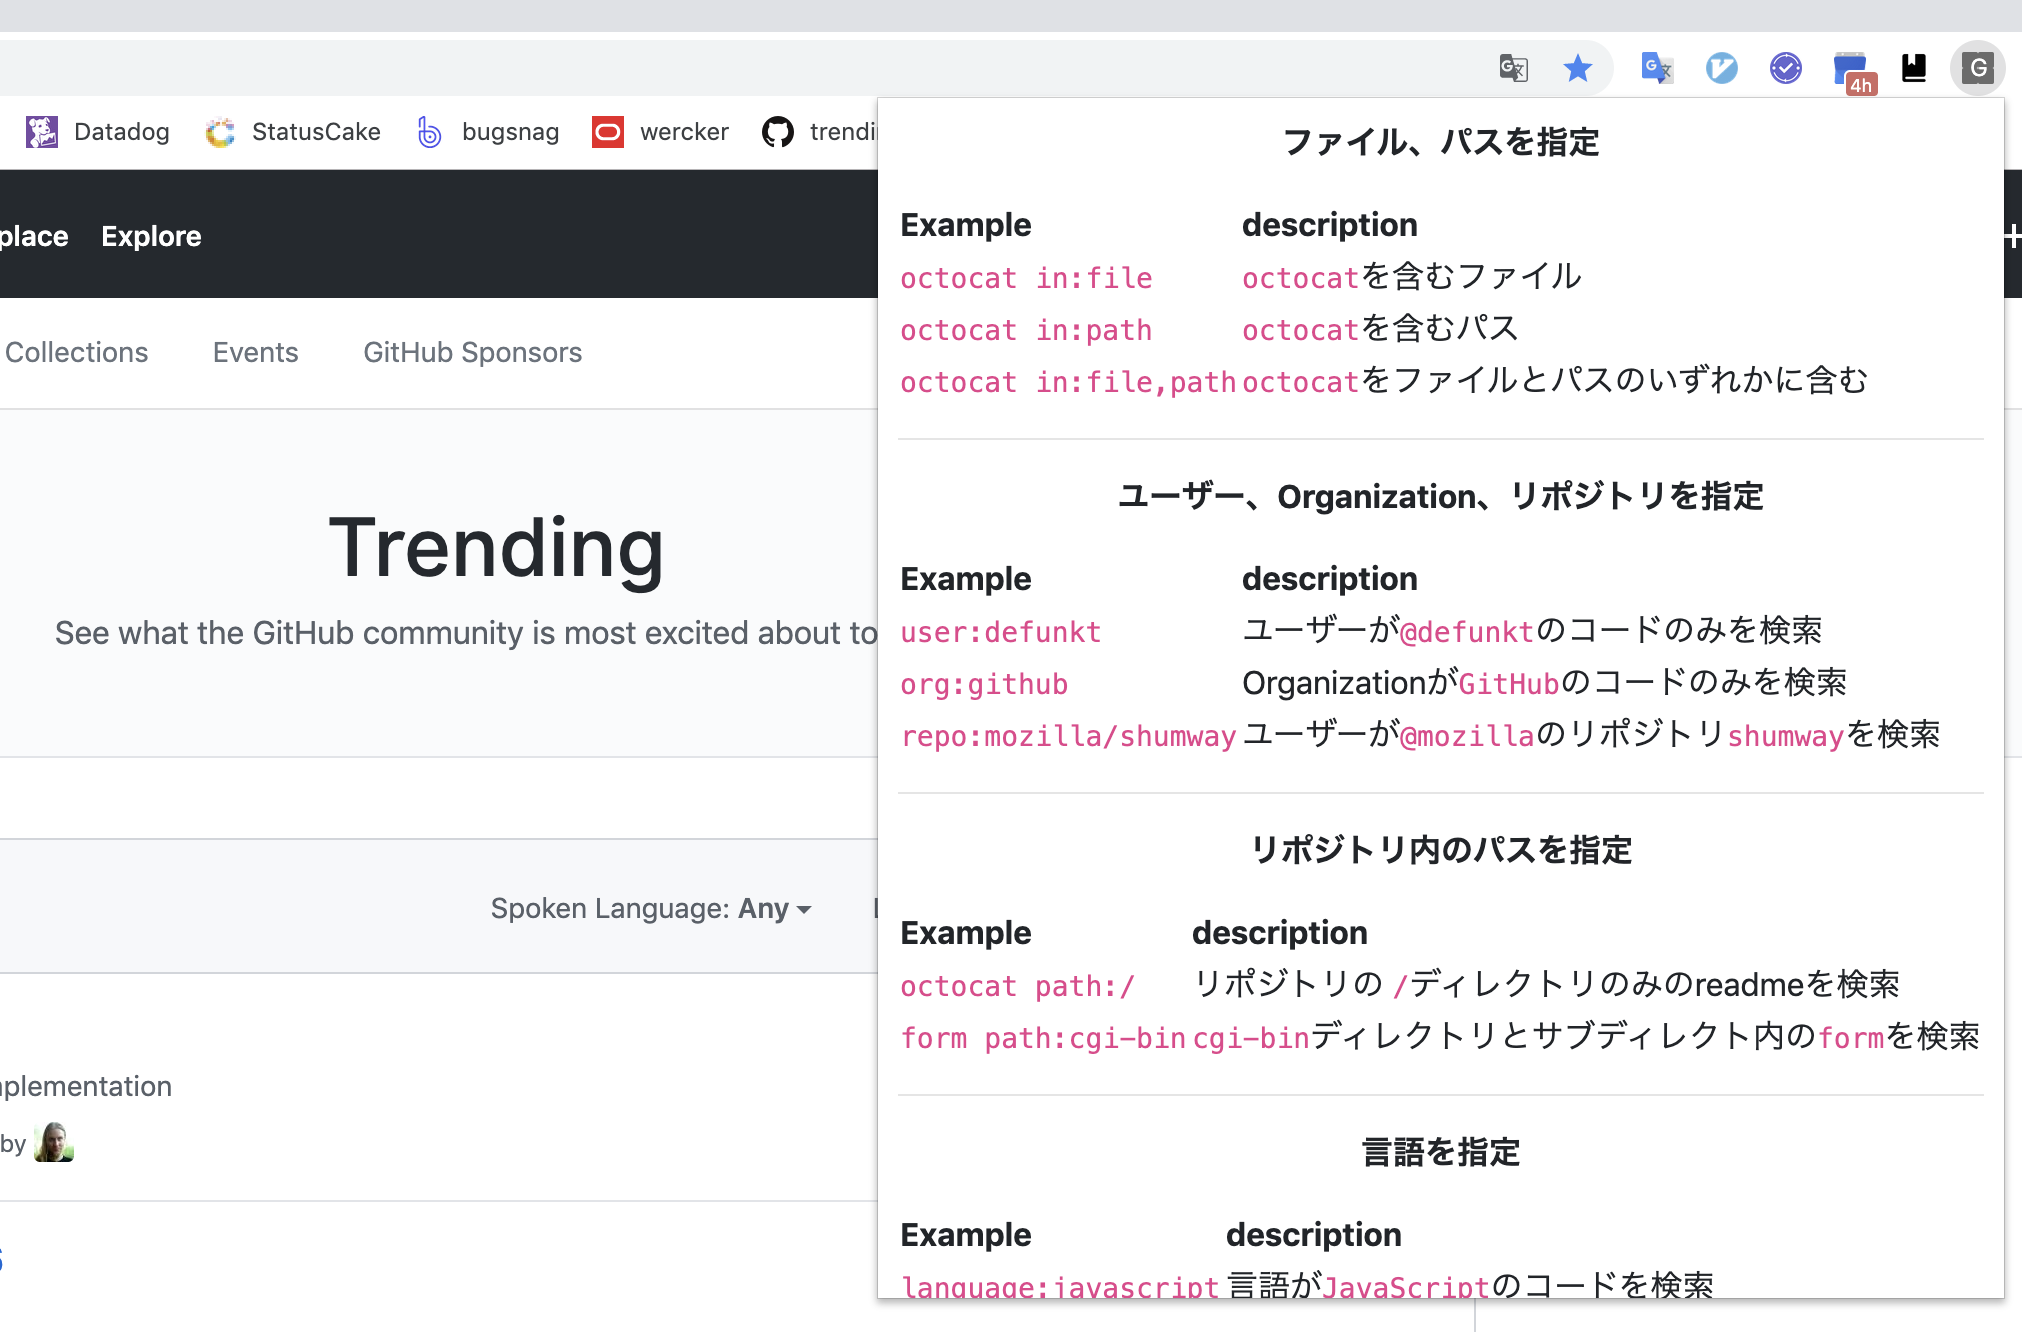 4h
G
Datadog StatusCake bugsnag wercker
Explore
Collections Events GitHub Sponsors
Trending
See what the GitHub community is most excited about
Spoken Language: Any
by
ファイル、パスを指定
Example description
octocat in:file octocatを含むファイル
octocat in:path octocatを含むパス
octocat in:file,path octocatをファイルとパスのいずれかに含む
ユーザー、Organization、リポジトリを指定
Example description
user:defunkt ユーザーが@defunktのコードのみを検索
org:github OrganizationがGitHubのコードのみを検索
repo:mozilla/shumway ユーザーが@mozillaのリポジトリshumwayを検索
リポジトリ内のパスを指定
Example description
octocat path:/ リポジトリの /ディレクトリのみのreadmeを検索
form path:cgi-bin cgi-binディレクトリとサブディレクト内のformを検索
言語を指定
Example description
language:javascript 言語がJavaScriptのコードを検索